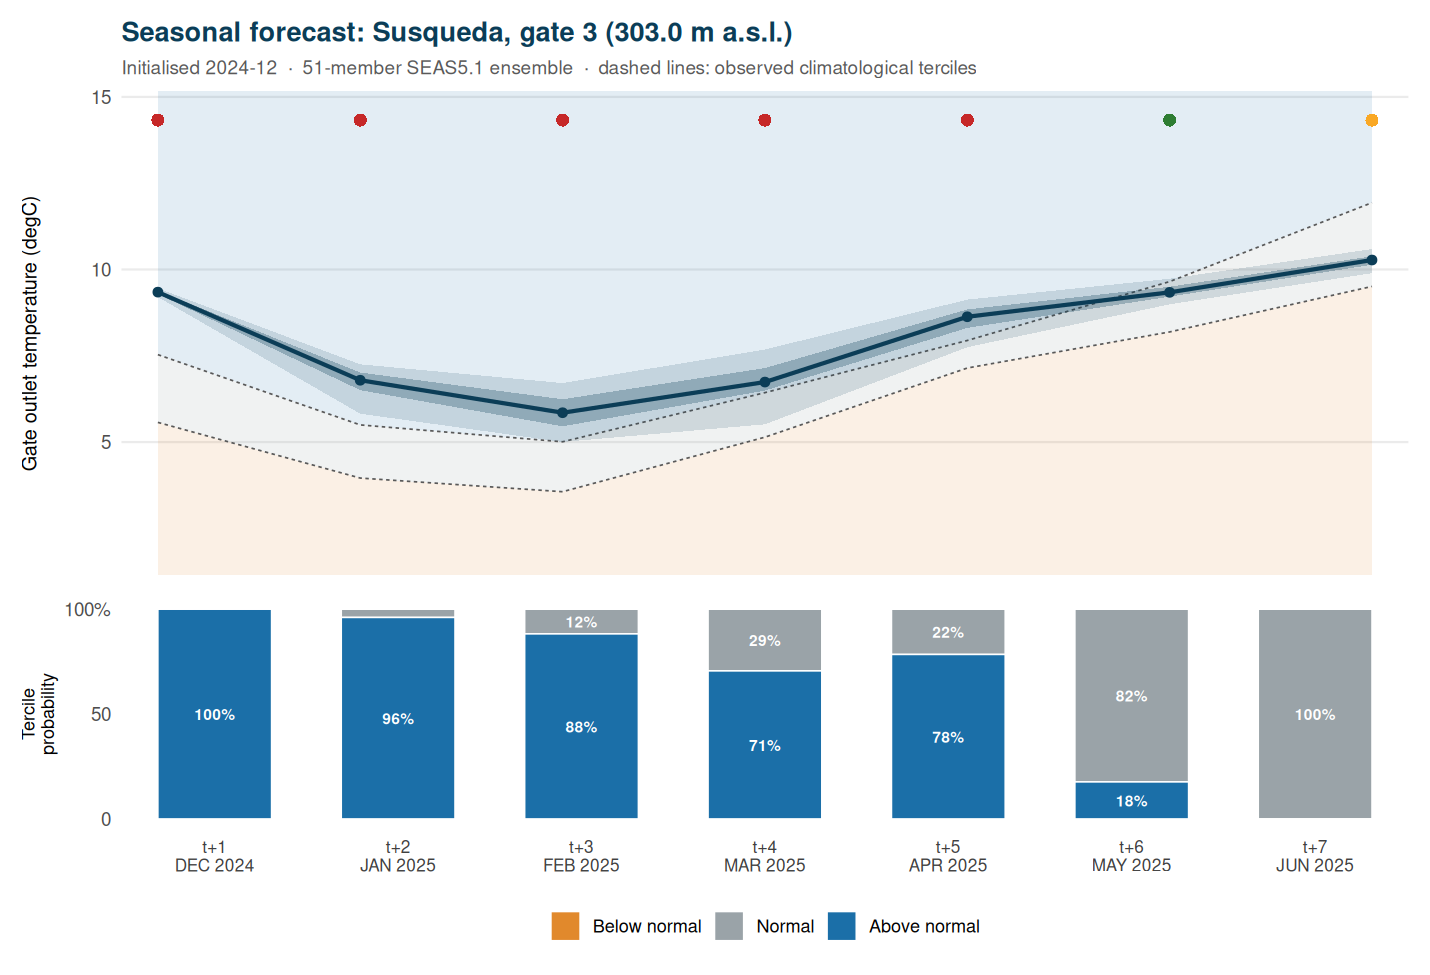 Seasonal forecast: Susqueda, gate 3 (303.0 m a.s.l.)
Initialised 2024-12 · 51-member SEAS5.1 ensemble · dashed lines: observed climatological terciles
Gate outlet temperature (degC)
15
10
5
Tercile
probability
100%
50
0
100%
96%
12%
88%
29%
71%
22%
78%
82%
18%
100%
t+1
DEC 2024
t+2
JAN 2025
t+3
FEB 2025
t+4
MAR 2025
t+5
APR 2025
t+6
MAY 2025
t+7
JUN 2025
Below normal
Normal
Above normal